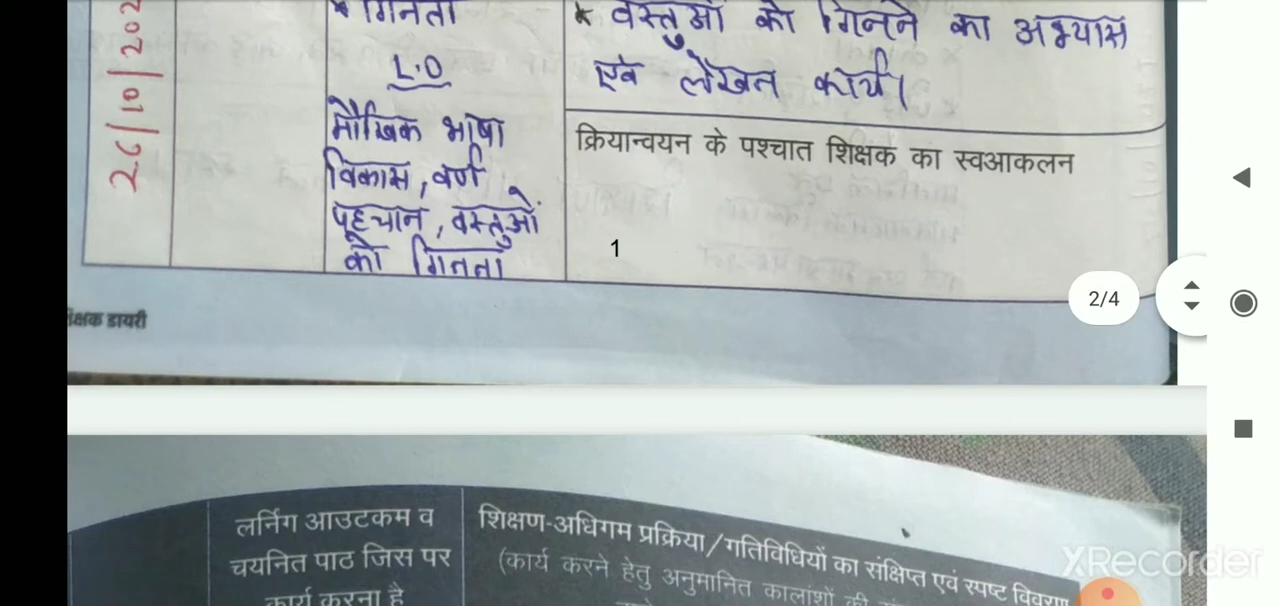 26/10/202
* गिनती
L.O
मौखिक भाषा
विकास, वर्ण
पहचान, वस्तुओं
को गिनता
* वस्तुओं को गिनने का अभ्यास
एवं लेखन कार्य।
क्रियान्वयन के पश्चात शिक्षक का स्वआकलन
1
2/4
क्षक डायरी
लर्निग आउटकम व
चयनित पाठ जिस पर
कार्य करना है
शिक्षण-अधिगम प्रक्रिया/गतिविधियों का संक्षिप्त एवं स्पष्ट विवरण
(कार्य करने हेतु अनुमानित कालांशों की
XRecorder